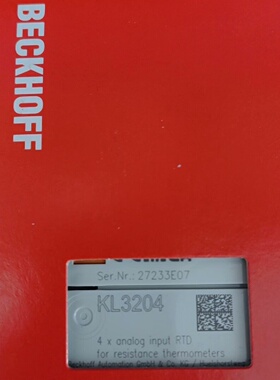 BECKHOFF
Ser.Nr.: 27233E07
KL3204
4 x analog input RTD
for resistance thermometers